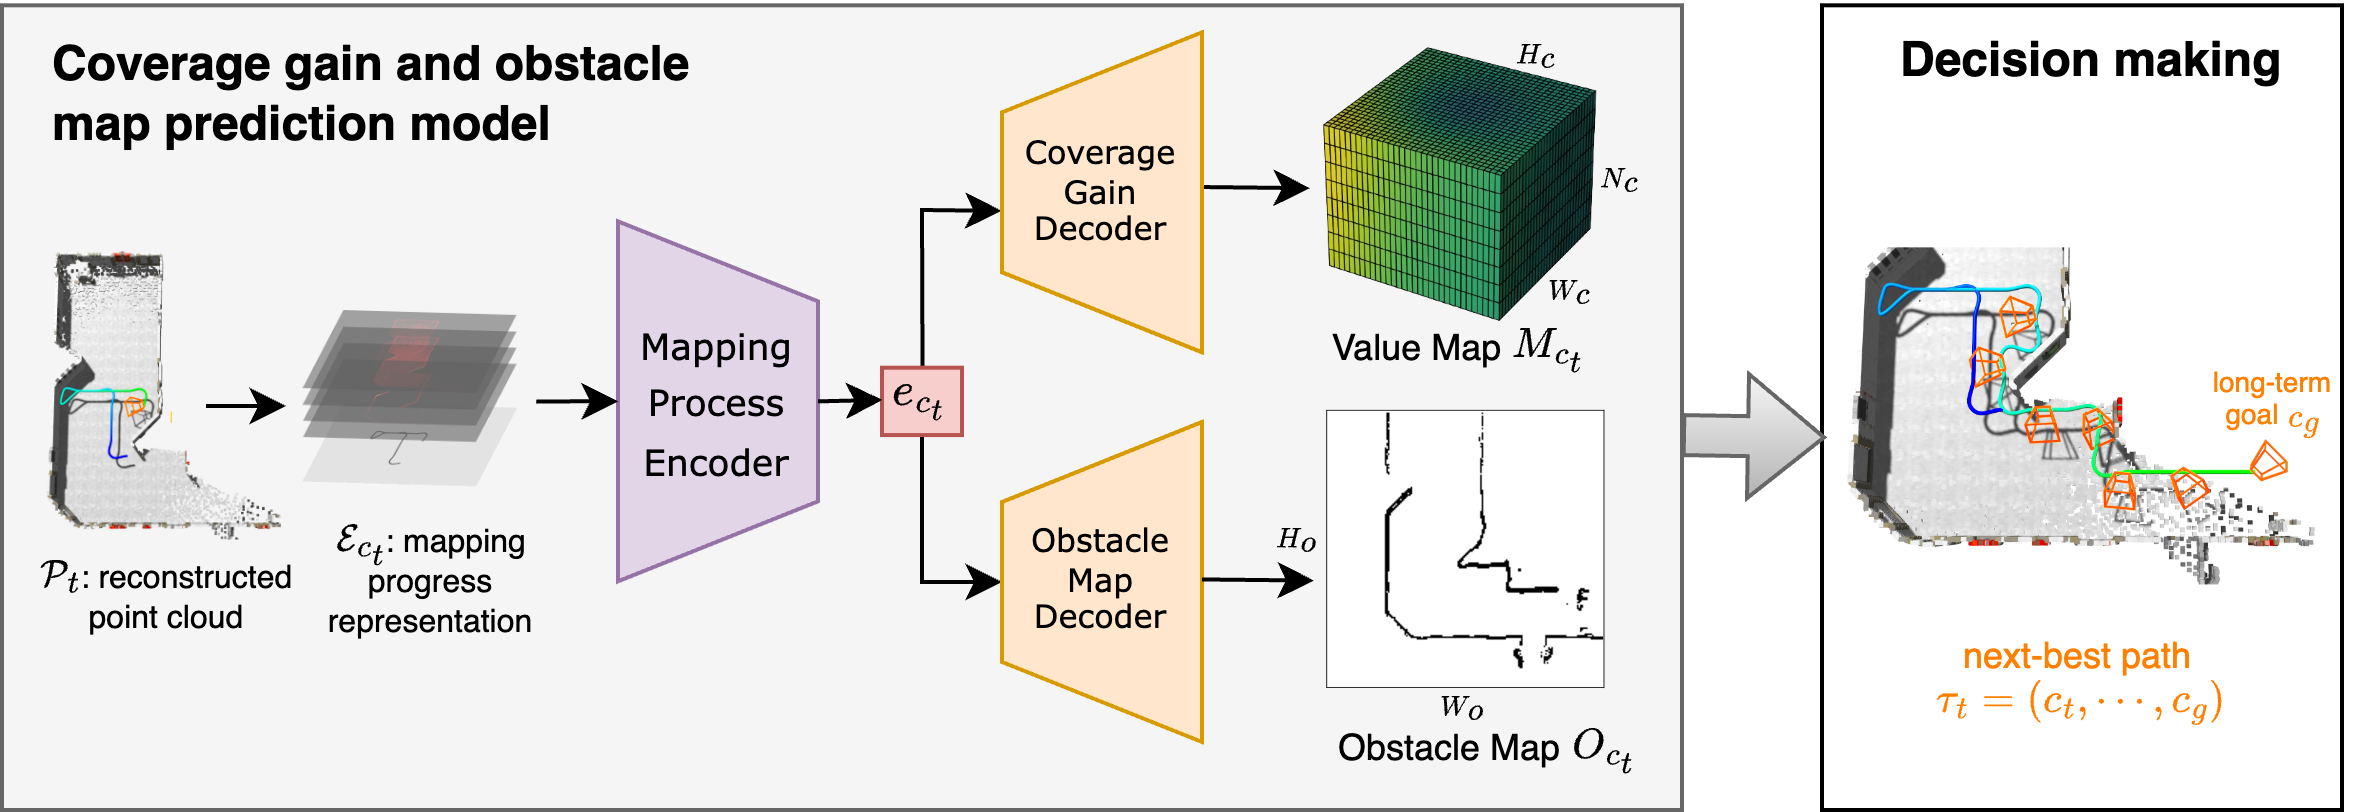 Coverage gain and obstacle
map prediction model
$\mathcal{P}_t$: reconstructed
point cloud
$\mathcal{E}_{c_t}$: mapping
progress
representation
Mapping
Process
Encoder
$e_{c_t}$
Coverage
Gain
Decoder
$H_c$
$N_c$
$W_c$
Value Map $M_{c_t}$
Obstacle
Map
Decoder
$H_o$
$W_o$
Obstacle Map $O_{c_t}$
Decision making
long-term
goal $c_g$
next-best path
$\tau_t = (c_t, \cdots, c_g)$